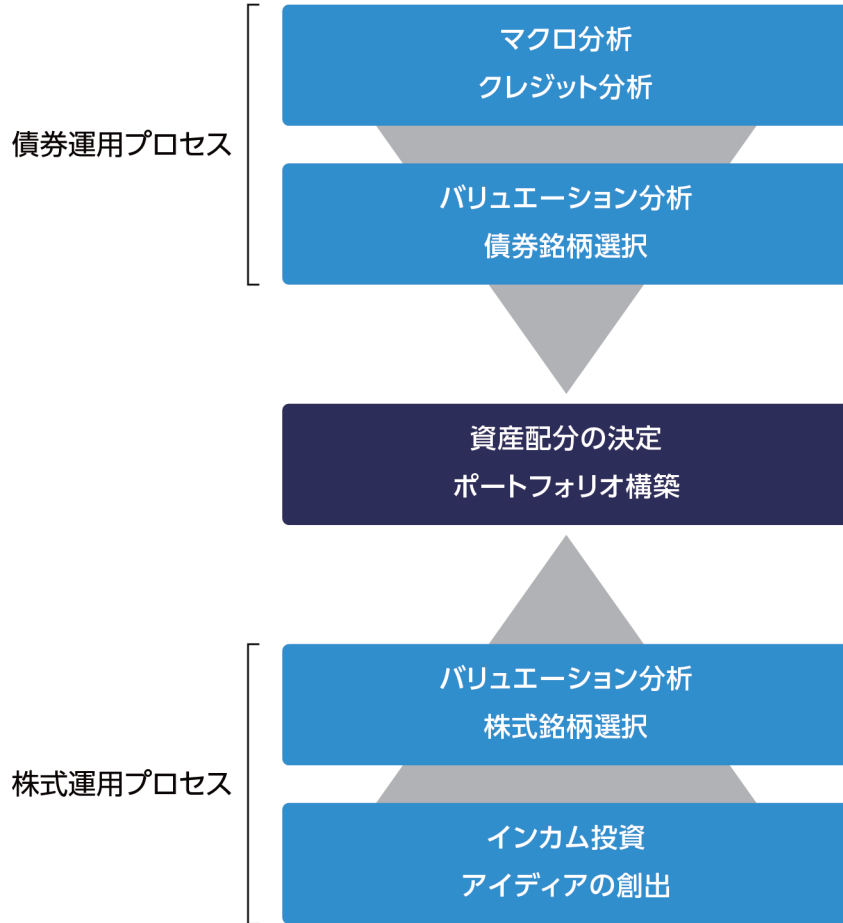 マクロ分析
クレジット分析
債券運用プロセス
バリュエーション分析
債券銘柄選択
資産配分の決定
ポートフォリオ構築
バリュエーション分析
株式銘柄選択
株式運用プロセス
インカム投資
アイディアの創出